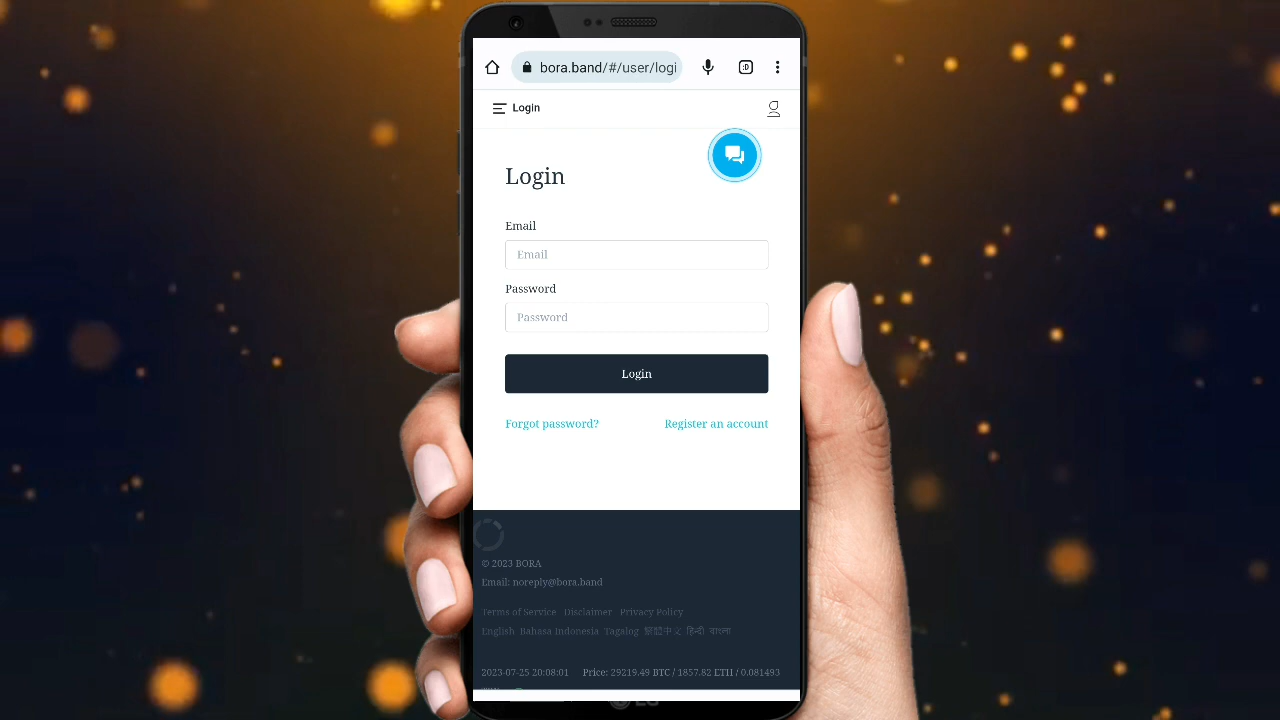 bora.band/#/user/logi
:D
Login
Login
Email
Email
Password
Password
Login
Forgot password? Register an account
© 2023 BORA
Email: noreply@bora.band
Terms of Service Disclaimer Privacy Policy
English Bahasa Indonesia Tagalog 繁體中文 हिन्दी বাংলা
2023-07-25 20:08:01 Price: 29219.49 BTC / 1857.82 ETH / 0.081493
LG